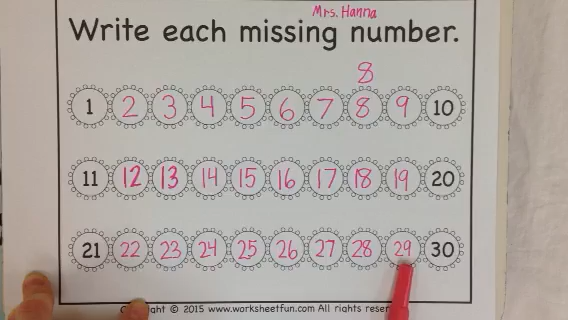 Mrs. Hanna
Write each missing number.
8
1 2 3 4 5 6 7 8 9 10
11 12 13 14 15 16 17 18 19 20
21 22 23 24 25 26 27 28 29 30
© 2015 www.worksheetfun.com All rights